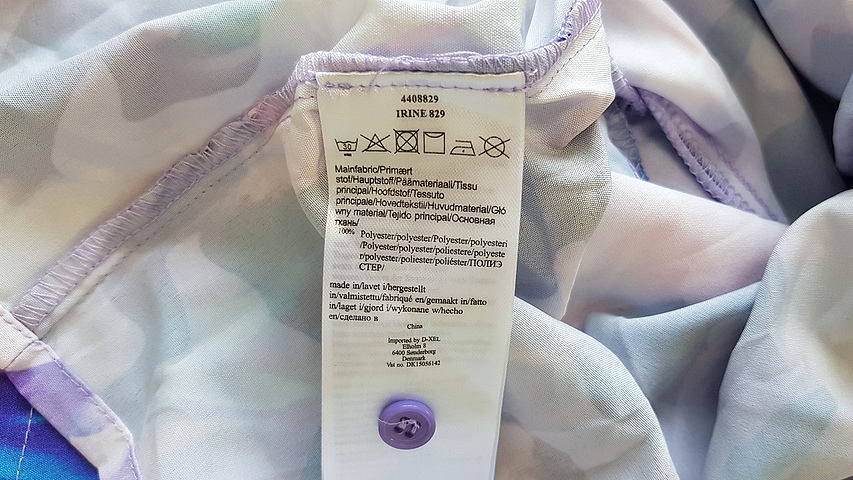 4408829
IRINE 829
30
Mainfabric/Primært
stof/Hauptstoff/Päämateriaali/Tissu
principal/Hoofdstof/Tessuto
principale/Hovedtekstil/Huvudmaterial/Głó
wny material/Tejido principal/Основная
ткань/
100% Polyester/polyester/Polyester/polyesteri
/Polyester/polyester/poliestere/polyeste
r/polyester/poliester/poliéster/ПОЛИЭ
СТЕР/
made in/lavet i/hergestellt
in/valmistettu/fabriqué en/gemaakt in/fatto
in/laget i/gjord i/wykonane w/hecho
en/сделано в
China
Imported by D-XEL
Elholm 8
6400 Sønderborg
Denmark
Vat no. DK15056142